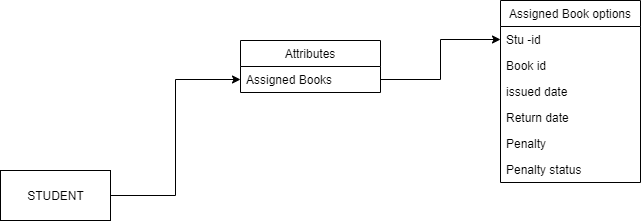 Assigned Book options
Attributes
Stu -id
Assigned Books
Book id
issued date
Return date
Penalty
Penalty status
STUDENT